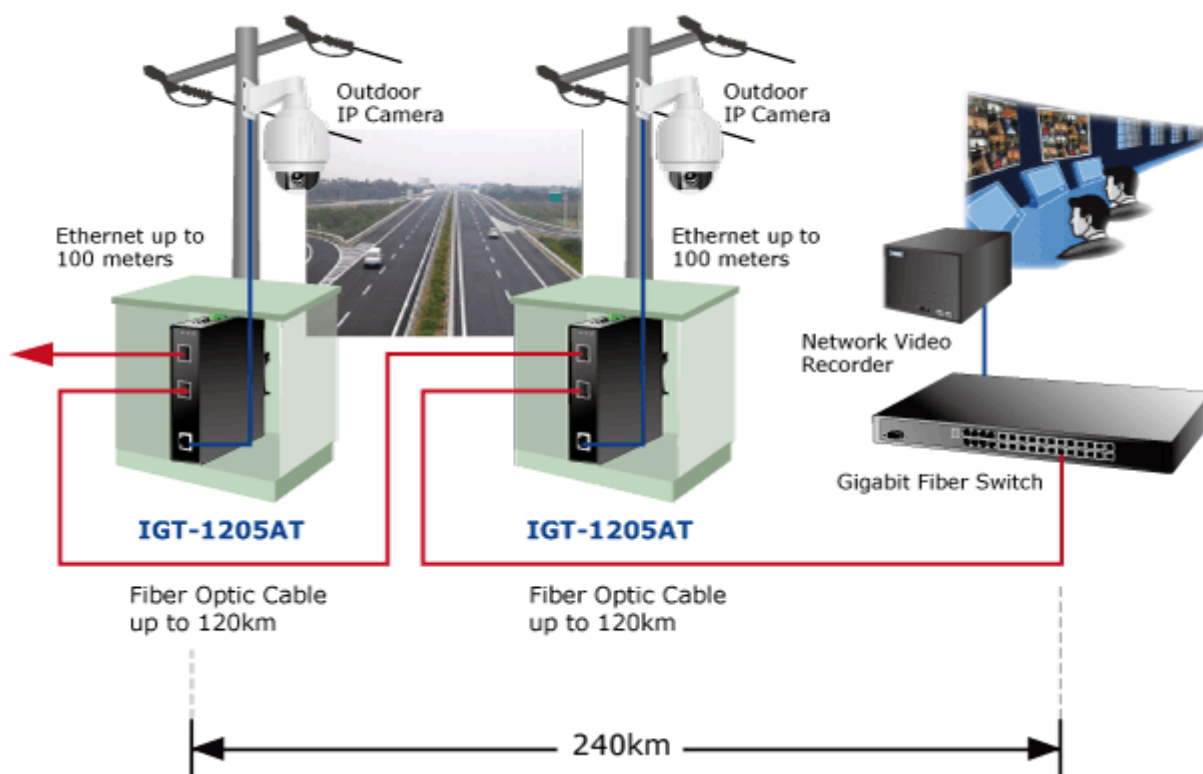 Outdoor
IP Camera
Outdoor
IP Camera
Ethernet up to
100 meters
Ethernet up to
100 meters
Network Video
Recorder
Gigabit Fiber Switch
IGT-1205AT
IGT-1205AT
Fiber Optic Cable
up to 120km
Fiber Optic Cable
up to 120km
240km